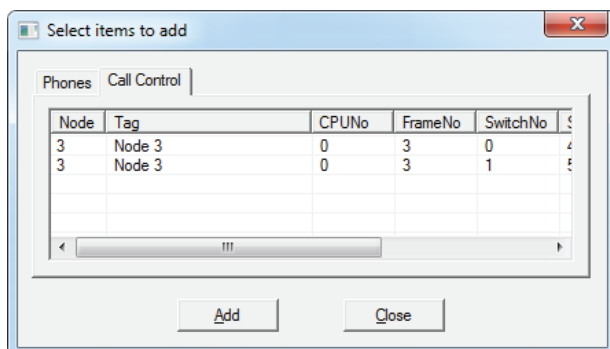 Select items to add
Phones Call Control
Node Tag CPUNo FrameNo SwitchNo
3 Node 3 0 3 0
3 Node 3 0 3 1
Add Close